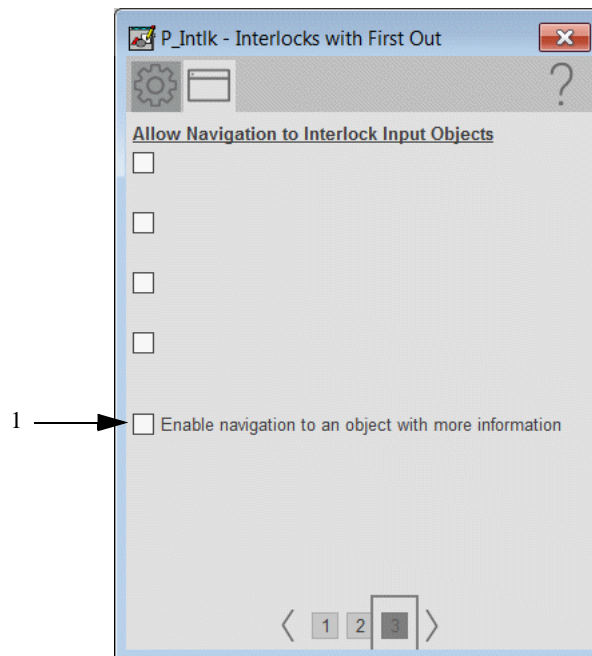 P_Intlk - Interlocks with First Out
?
Allow Navigation to Interlock Input Objects
1
Enable navigation to an object with more information
1 2 3